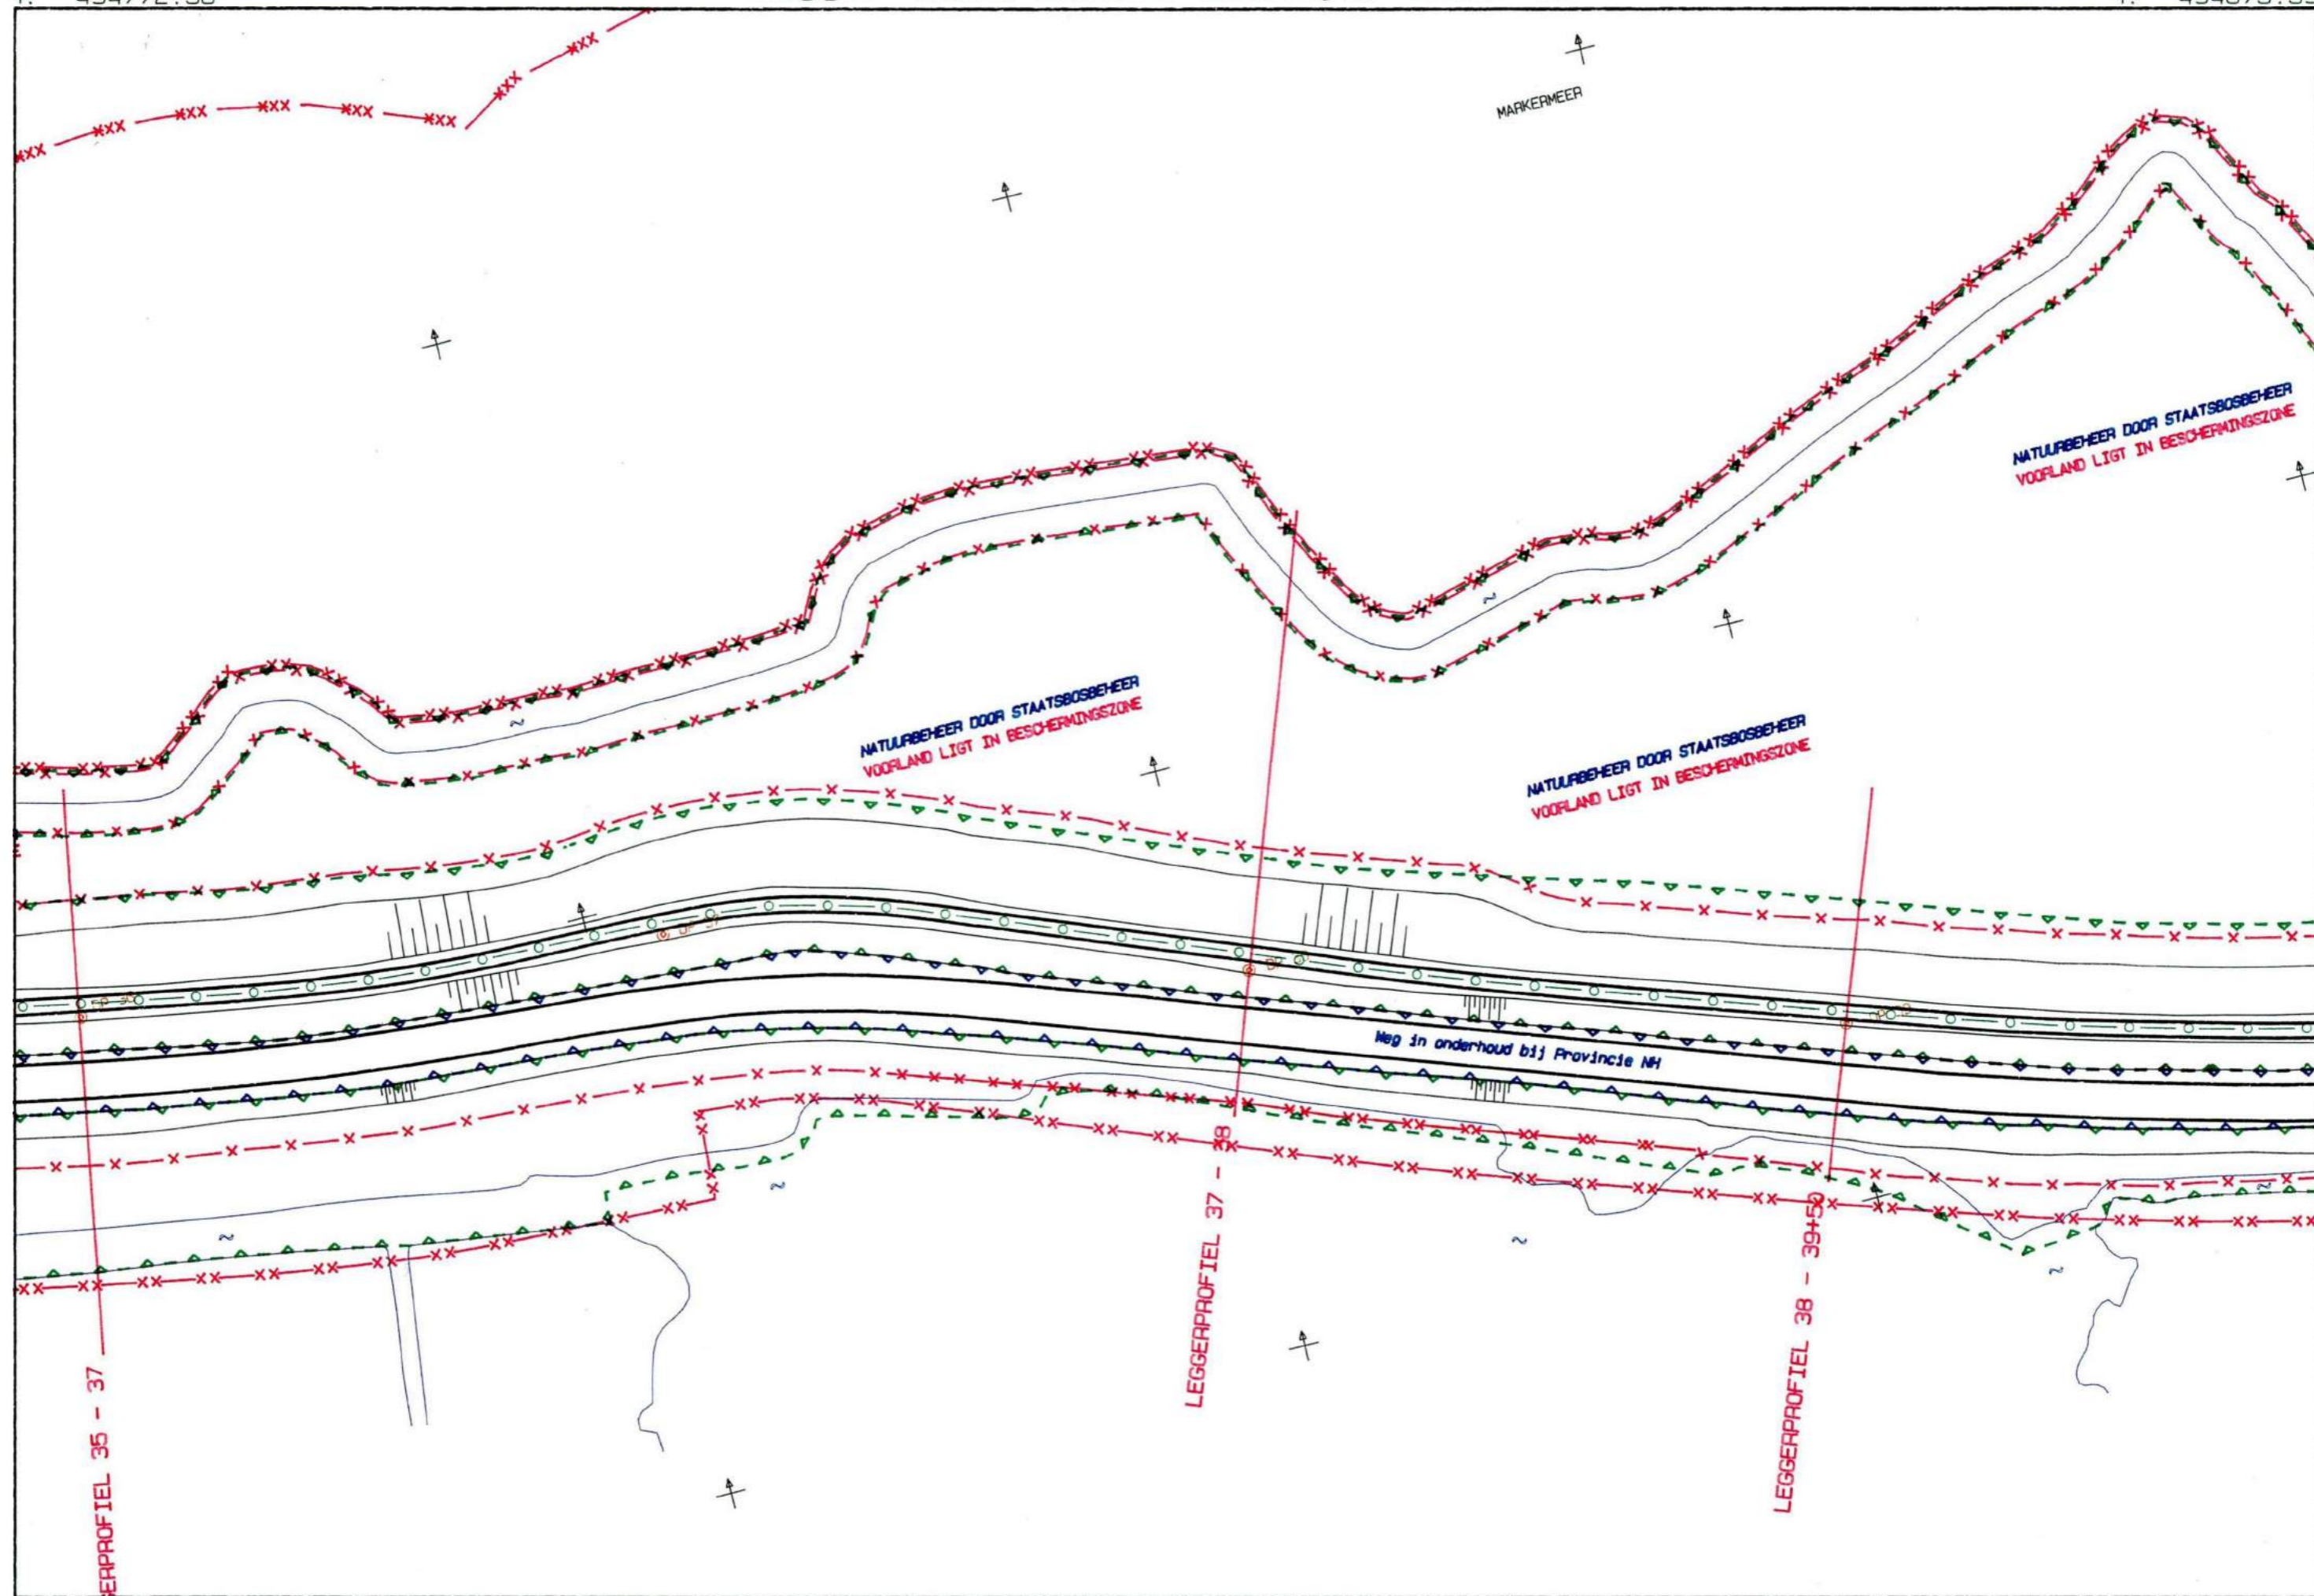 MARKERMEER
NATUURBEHEER DOOR STAATSBOSBEHEER
VOORLAND LIGT IN BESCHERMINGSZONE
NATUURBEHEER DOOR STAATSBOSBEHEER
VOORLAND LIGT IN BESCHERMINGSZONE
NATUURBEHEER DOOR STAATSBOSBEHEER
VOORLAND LIGT IN BESCHERMINGSZONE
Weg in onderhoud bij Provincie NH
ERPROFIEL 35 - 37
LEGGERPROFIEL 37 - 38
LEGGERPROFIEL 38 - 39+50